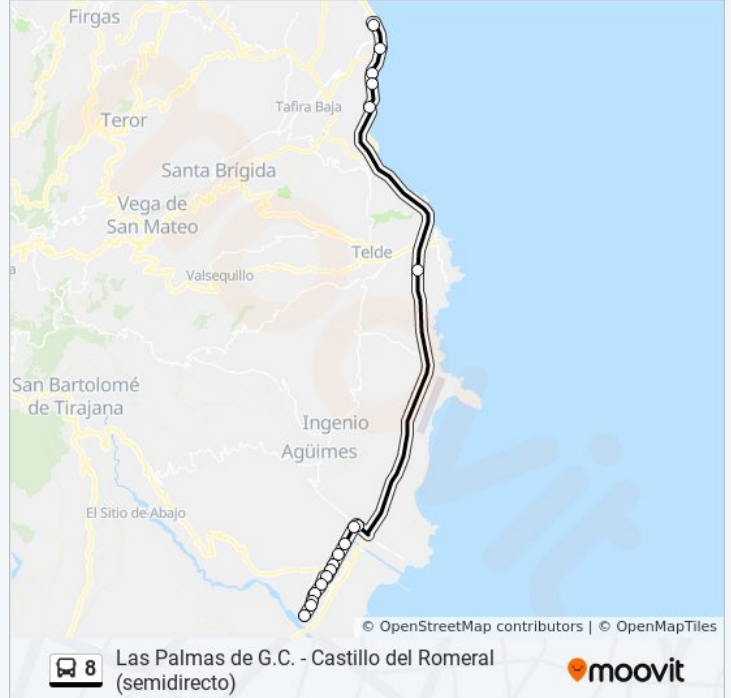 Firgas
Tafira Baja
Teror
Santa Brígida
Vega de
San Mateo
Telde
Valsequillo
a
San Bartolomé
de Tirajana
Ingenio
Agüimes
El Sitio de Abajo
moovit
© OpenStreetMap contributors | © OpenMapTiles
8
Las Palmas de G.C. - Castillo del Romeral
(semidirecto)
moovit